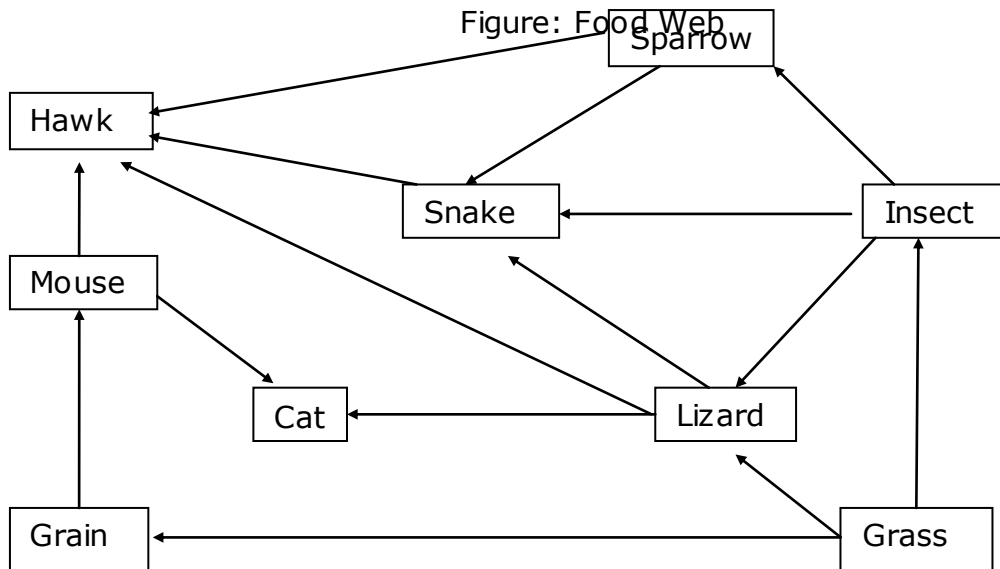 Figure: Food Web
Sparrow
Hawk
Snake
Insect
Mouse
Cat
Lizard
Grain
Grass